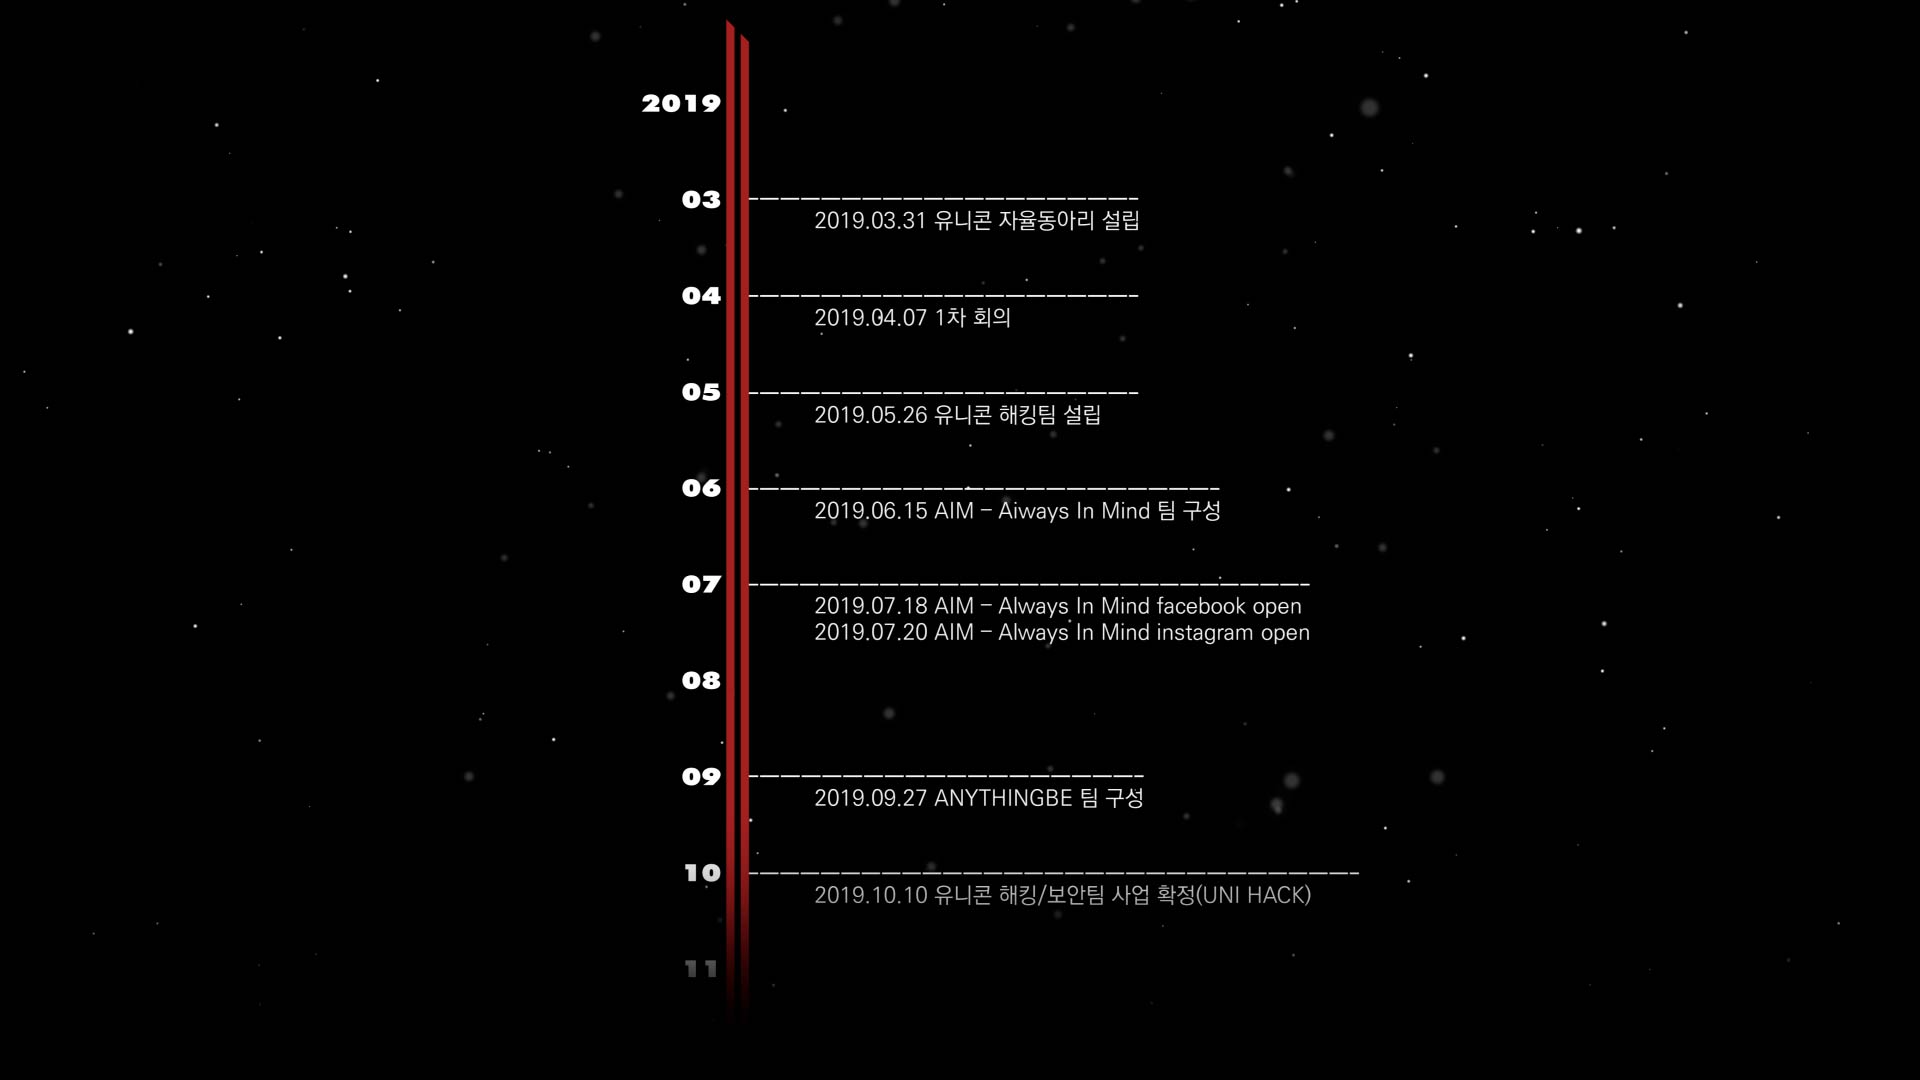 2019
03
2019.03.31 유니콘 자율동아리 설립
04
2019.04.07 1차 회의
05
2019.05.26 유니콘 해킹팀 설립
06
2019.06.15 AIM – Aiways In Mind 팀 구성
07
2019.07.18 AIM – Always In Mind facebook open
2019.07.20 AIM – Always In Mind instagram open
08
09
2019.09.27 ANYTHINGBE 팀 구성
10
2019.10.10 유니콘 해킹/보안팀 사업 확정(UNI HACK)
11